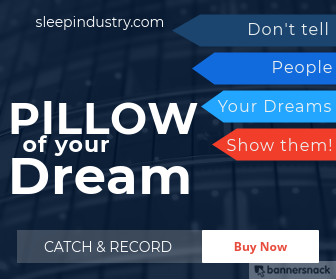 sleepindustry.com
Don't tell
People
Your Dreams
Show them!
PILLOW
of your
Dream
CATCH & RECORD
Buy Now
bannersnack